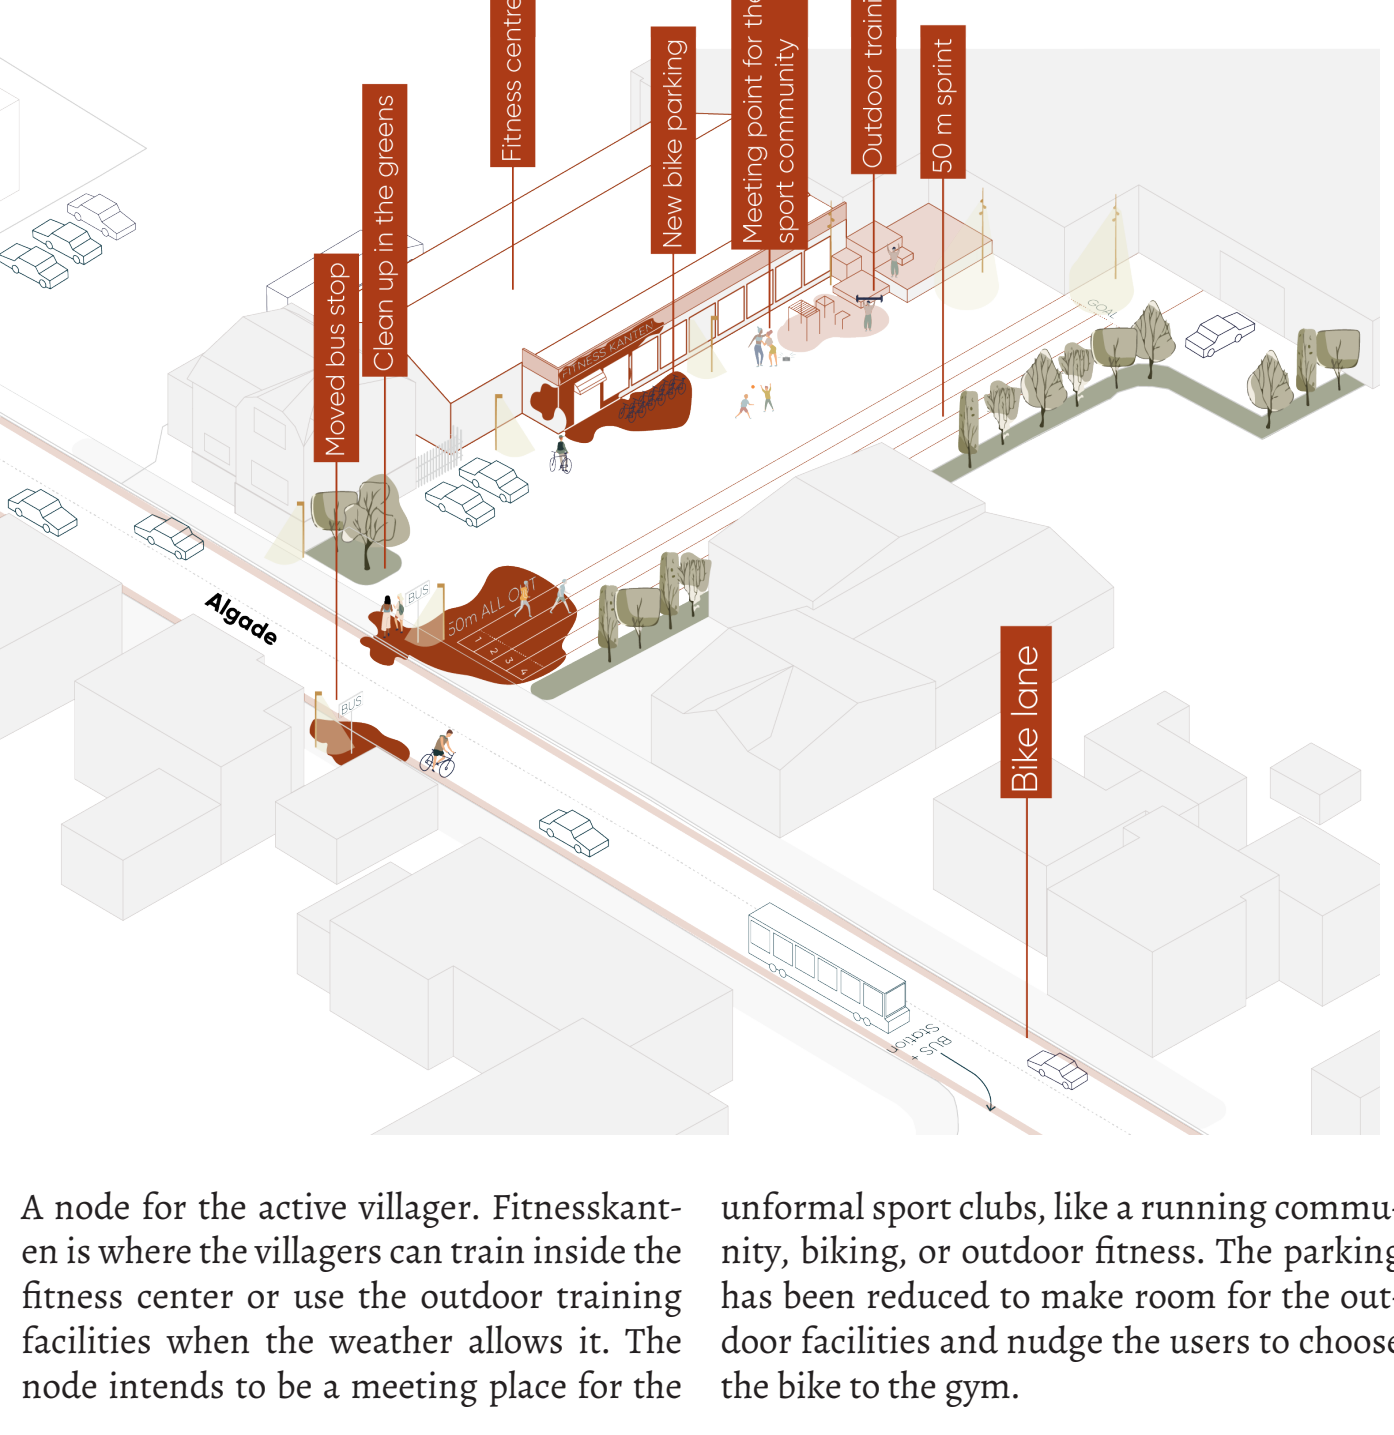 Fitness centre
New bike parking
Meeting point for the
sport community
Outdoor traini
50 m sprint
Clean up in the greens
Moved bus stop
FITNESS KANTEN
GOAL
BUS
50m ALL OUT
1
2
3
4
Algade
BUS
Bike lane
BUS +
Station
A node for the active villager. Fitnesskant-
en is where the villagers can train inside the
fitness center or use the outdoor training
facilities when the weather allows it. The
node intends to be a meeting place for the
unformal sport clubs, like a running commu-
nity, biking, or outdoor fitness. The parking
has been reduced to make room for the out-
door facilities and nudge the users to choose
the bike to the gym.